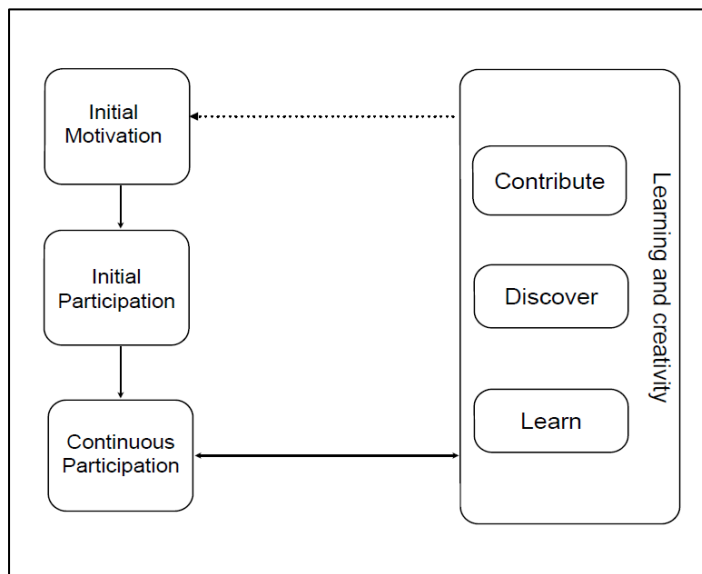 Initial
Motivation
Initial
Participation
Continuous
Participation
Contribute
Discover
Learn
Learning and creativity